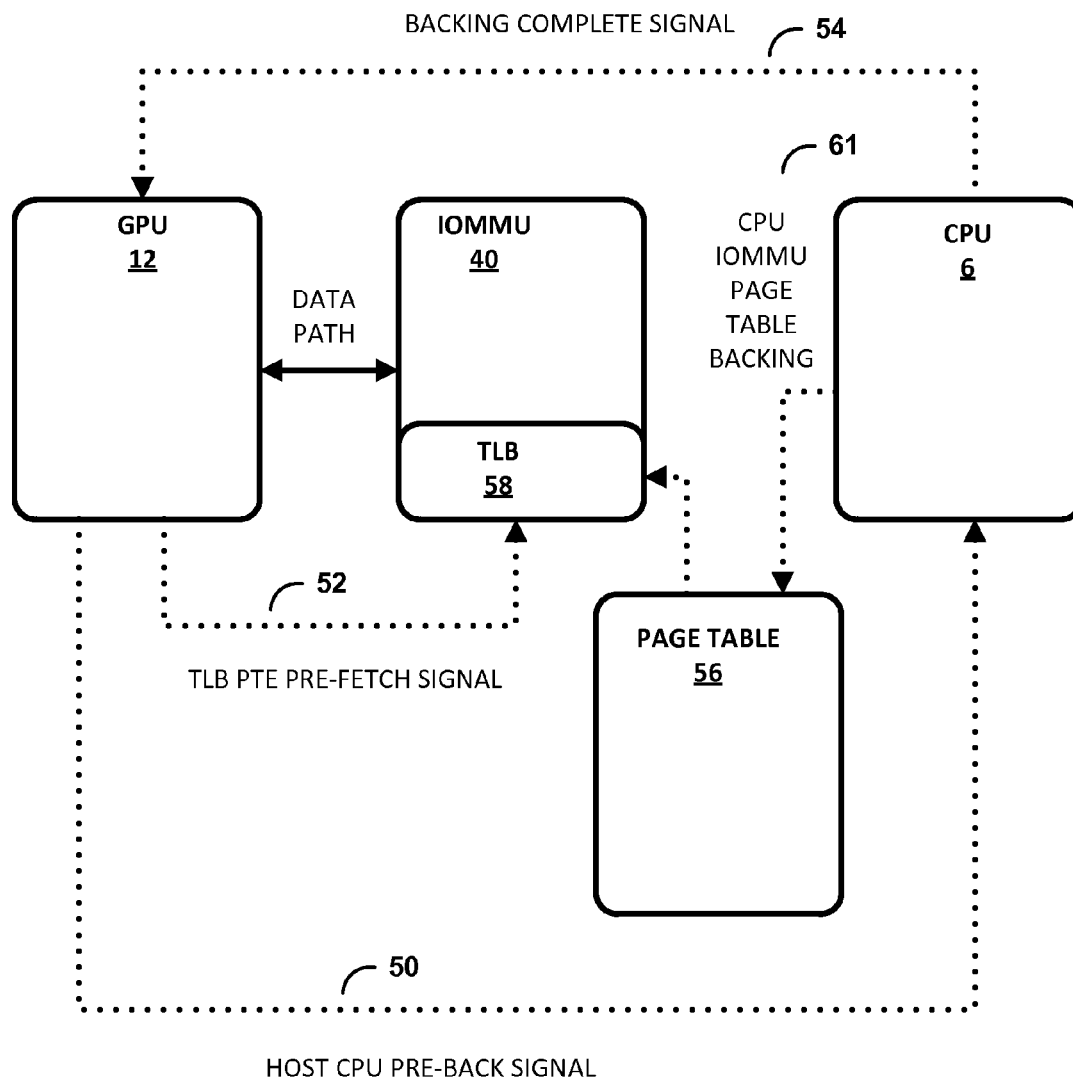 BACKING COMPLETE SIGNAL
54
61
GPU
12
IOMMU
40
CPU
IOMMU
PAGE
TABLE
BACKING
CPU
6
DATA
PATH
TLB
58
52
TLB PTE PRE-FETCH SIGNAL
PAGE TABLE
56
50
HOST CPU PRE-BACK SIGNAL